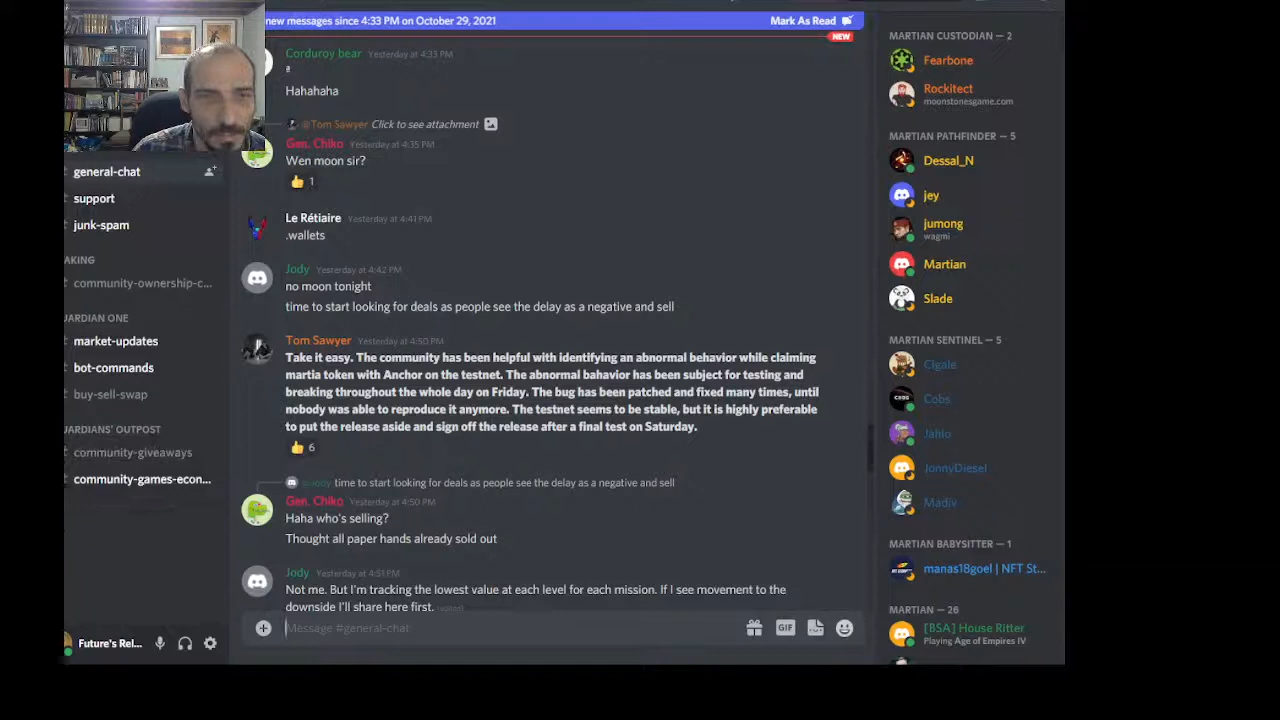 new messages since 4:33 PM on October 29, 2021
Mark As Read
NEW
Corduroy bear Yesterday at 4:33 PM
Hahahaha
@Tom Sawyer Click to see attachment
Gen. Chiko Yesterday at 4:35 PM
Wen moon sir?
1
Le Rétiaire Yesterday at 4:41 PM
.wallets
Jody Yesterday at 4:42 PM
no moon tonight
time to start looking for deals as people see the delay as a negative and sell
Tom Sawyer Yesterday at 4:50 PM
Take it easy. The community has been helpful with identifying an abnormal behavior while claiming
martia token with Anchor on the testnet. The abnormal bahavior has been subject for testing and
breaking throughout the whole day on Friday. The bug has been patched and fixed many times, until
nobody was able to reproduce it anymore. The testnet seems to be stable, but it is highly preferable
to put the release aside and sign off the release after a final test on Saturday.
6
@Jody time to start looking for deals as people see the delay as a negative and sell
Gen. Chiko Yesterday at 4:50 PM
Haha who's selling?
Thought all paper hands already sold out
Jody Yesterday at 4:51 PM
Not me. But I'm tracking the lowest value at each level for each mission. If I see movement to the
downside I'll share here first. (edited)
Message #general-chat
GIF
general-chat
support
junk-spam
AKING
community-ownership-c...
UARDIAN ONE
market-updates
bot-commands
buy-sell-swap
UARDIANS' OUTPOST
community-giveaways
community-games-econ...
Future's Rel...
MARTIAN CUSTODIAN — 2
Fearbone
Rockitect
moonstonesgame.com
MARTIAN PATHFINDER — 5
Dessal_N
jey
jumong
wagmi
Martian
Slade
MARTIAN SENTINEL — 5
Cigale
Cobs
Jahlo
JonnyDiesel
Madiv
MARTIAN BABYSITTER — 1
manas18goel | NFT St...
MARTIAN — 26
[BSA] House Ritter
Playing Age of Empires IV